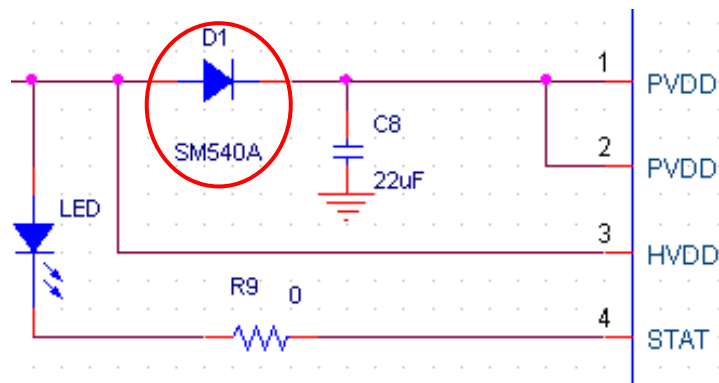 D1
SM540A
C8
22uF
LED
R9 0
1 PVDD
2 PVDD
3 HVDD
4 STAT